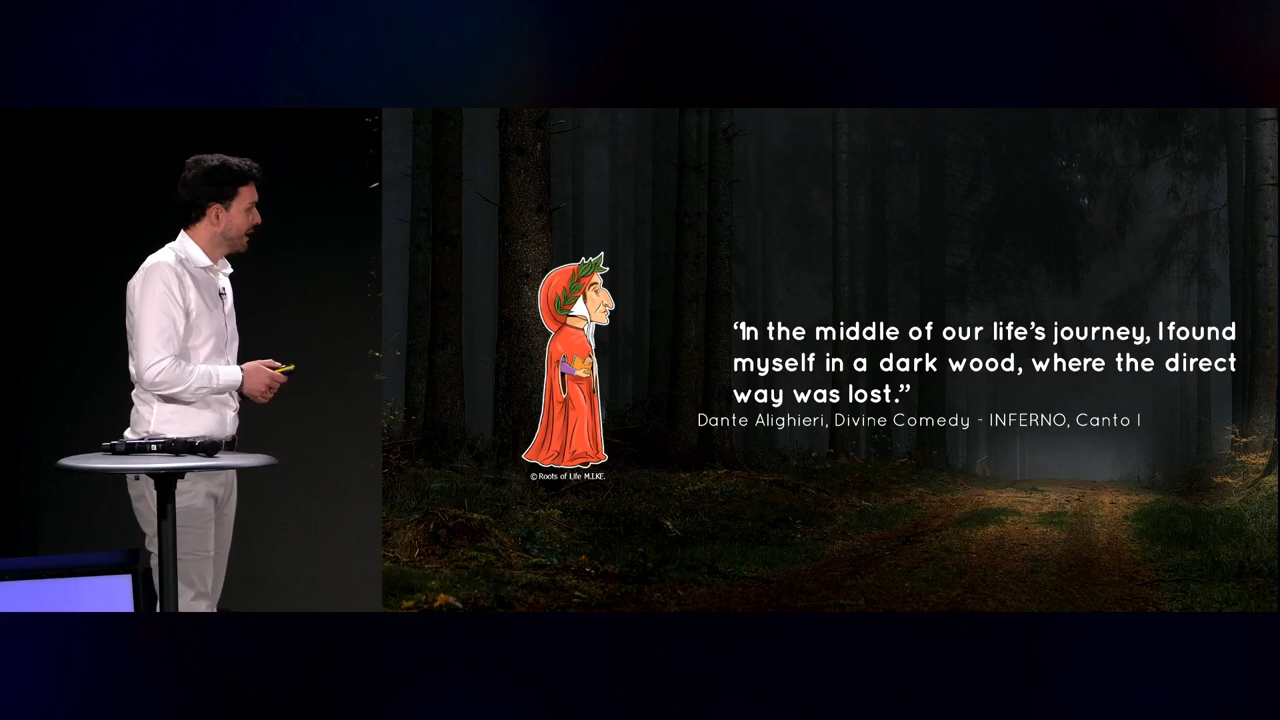 “In the middle of our life’s journey, I found
myself in a dark wood, where the direct
way was lost.”
Dante Alighieri, Divine Comedy - INFERNO, Canto I
© Roots of Life M.I.KE.